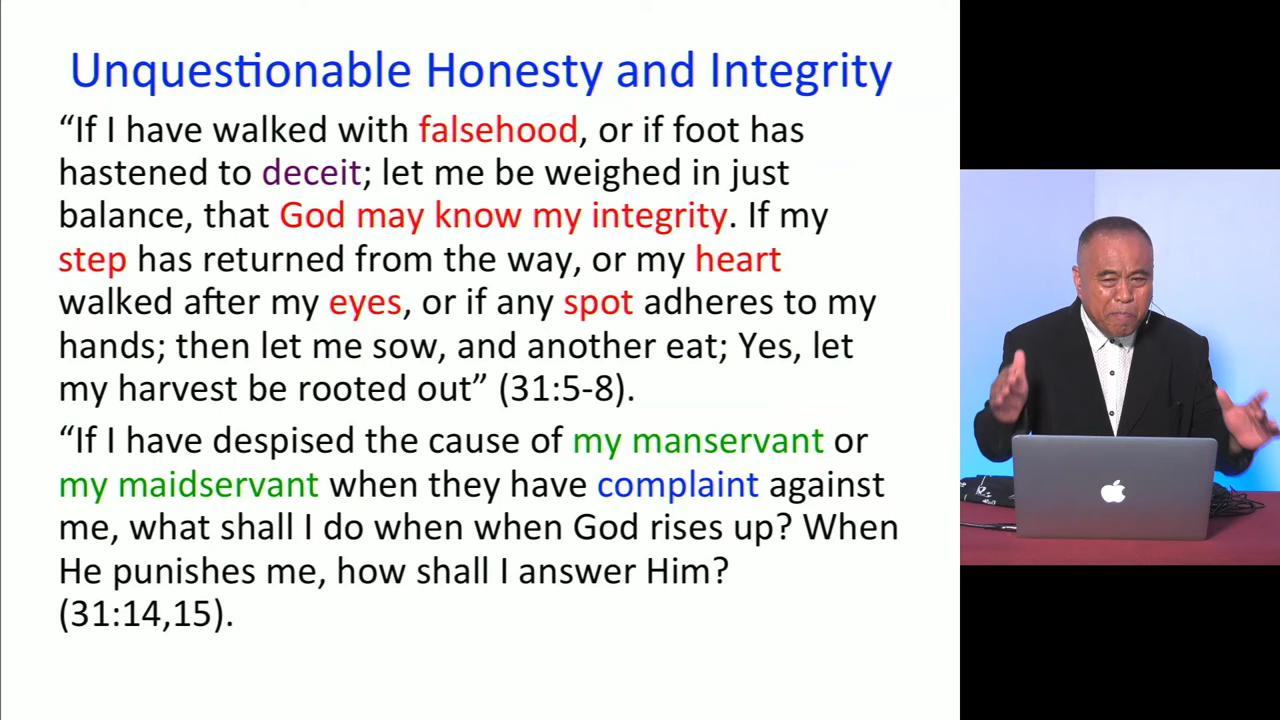 Unquestionable Honesty and Integrity
“If I have walked with falsehood, or if foot has
hastened to deceit; let me be weighed in just
balance, that God may know my integrity. If my
step has returned from the way, or my heart
walked after my eyes, or if any spot adheres to my
hands; then let me sow, and another eat; Yes, let
my harvest be rooted out” (31:5-8).
“If I have despised the cause of my manservant or
my maidservant when they have complaint against
me, what shall I do when when God rises up? When
He punishes me, how shall I answer Him?
(31:14,15).